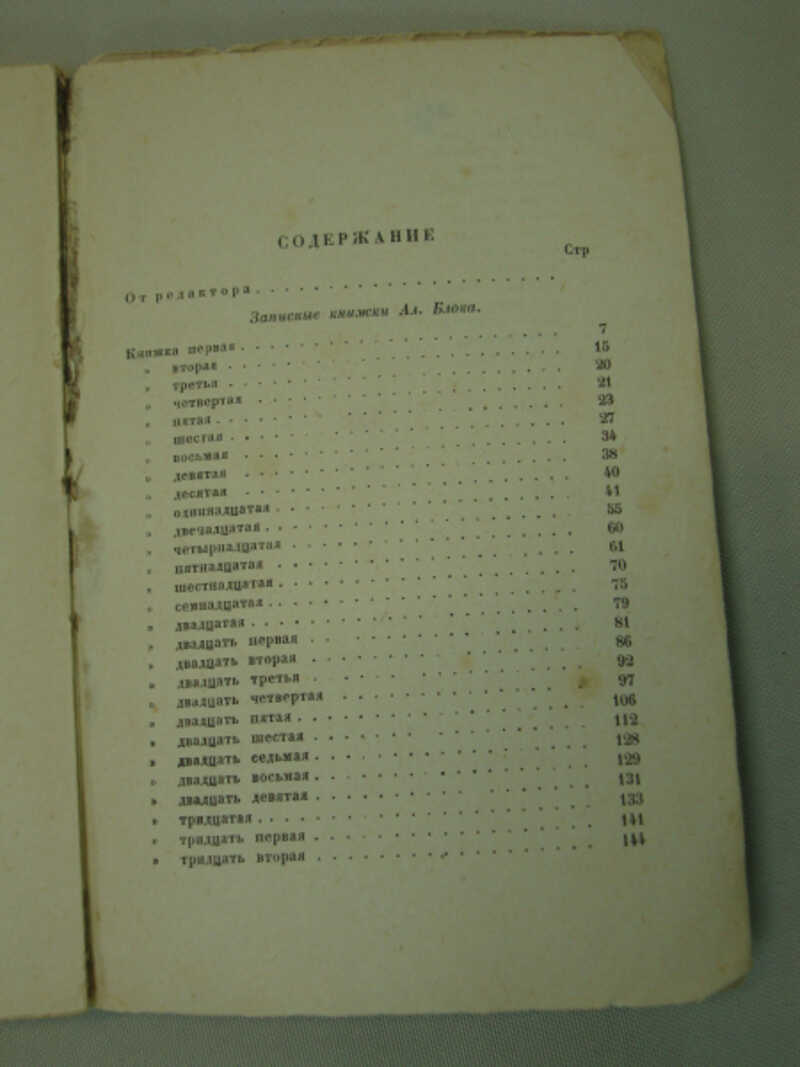 СОДЕРЖАНИЕ
Стр
От редактора . . . . . . . . . . . . . . . . . .
Записные книжки Ал. Блока.
Книжка первая . . . . . . . . . . . . . . . . . . 7
„ вторая . . . . . . . . . . . . . . . . . . 15
„ третья . . . . . . . . . . . . . . . . . . 20
„ четвертая . . . . . . . . . . . . . . . . . . 21
„ пятая . . . . . . . . . . . . . . . . . . 23
„ шестая . . . . . . . . . . . . . . . . . . 27
„ восьмая . . . . . . . . . . . . . . . . . . 34
„ девятая . . . . . . . . . . . . . . . . . . 38
„ десятая . . . . . . . . . . . . . . . . . . 40
„ одиннадцатая . . . . . . . . . . . . . . . . . . 41
„ двенадцатая . . . . . . . . . . . . . . . . . . 55
„ четырнадцатая . . . . . . . . . . . . . . . . . . 60
„ пятнадцатая . . . . . . . . . . . . . . . . . . 61
„ шестнадцатая . . . . . . . . . . . . . . . . . . 70
„ семнадцатая . . . . . . . . . . . . . . . . . . 75
„ двадцатая . . . . . . . . . . . . . . . . . . 79
„ двадцать первая . . . . . . . . . . . . . . . . 81
„ двадцать вторая . . . . . . . . . . . . . . . . 86
„ двадцать третья . . . . . . . . . . . . . . . . 92
„ двадцать четвертая . . . . . . . . . . . . . . . . 97
„ двадцать пятая . . . . . . . . . . . . . . . . 106
„ двадцать шестая . . . . . . . . . . . . . . . . 112
„ двадцать седьмая . . . . . . . . . . . . . . . . 128
„ двадцать восьмая . . . . . . . . . . . . . . . . 129
„ двадцать девятая . . . . . . . . . . . . . . . . 131
„ тридцатая . . . . . . . . . . . . . . . . . . 133
„ тридцать первая . . . . . . . . . . . . . . . . 141
„ тридцать вторая . . . . . . . . . . . . . . . . 144